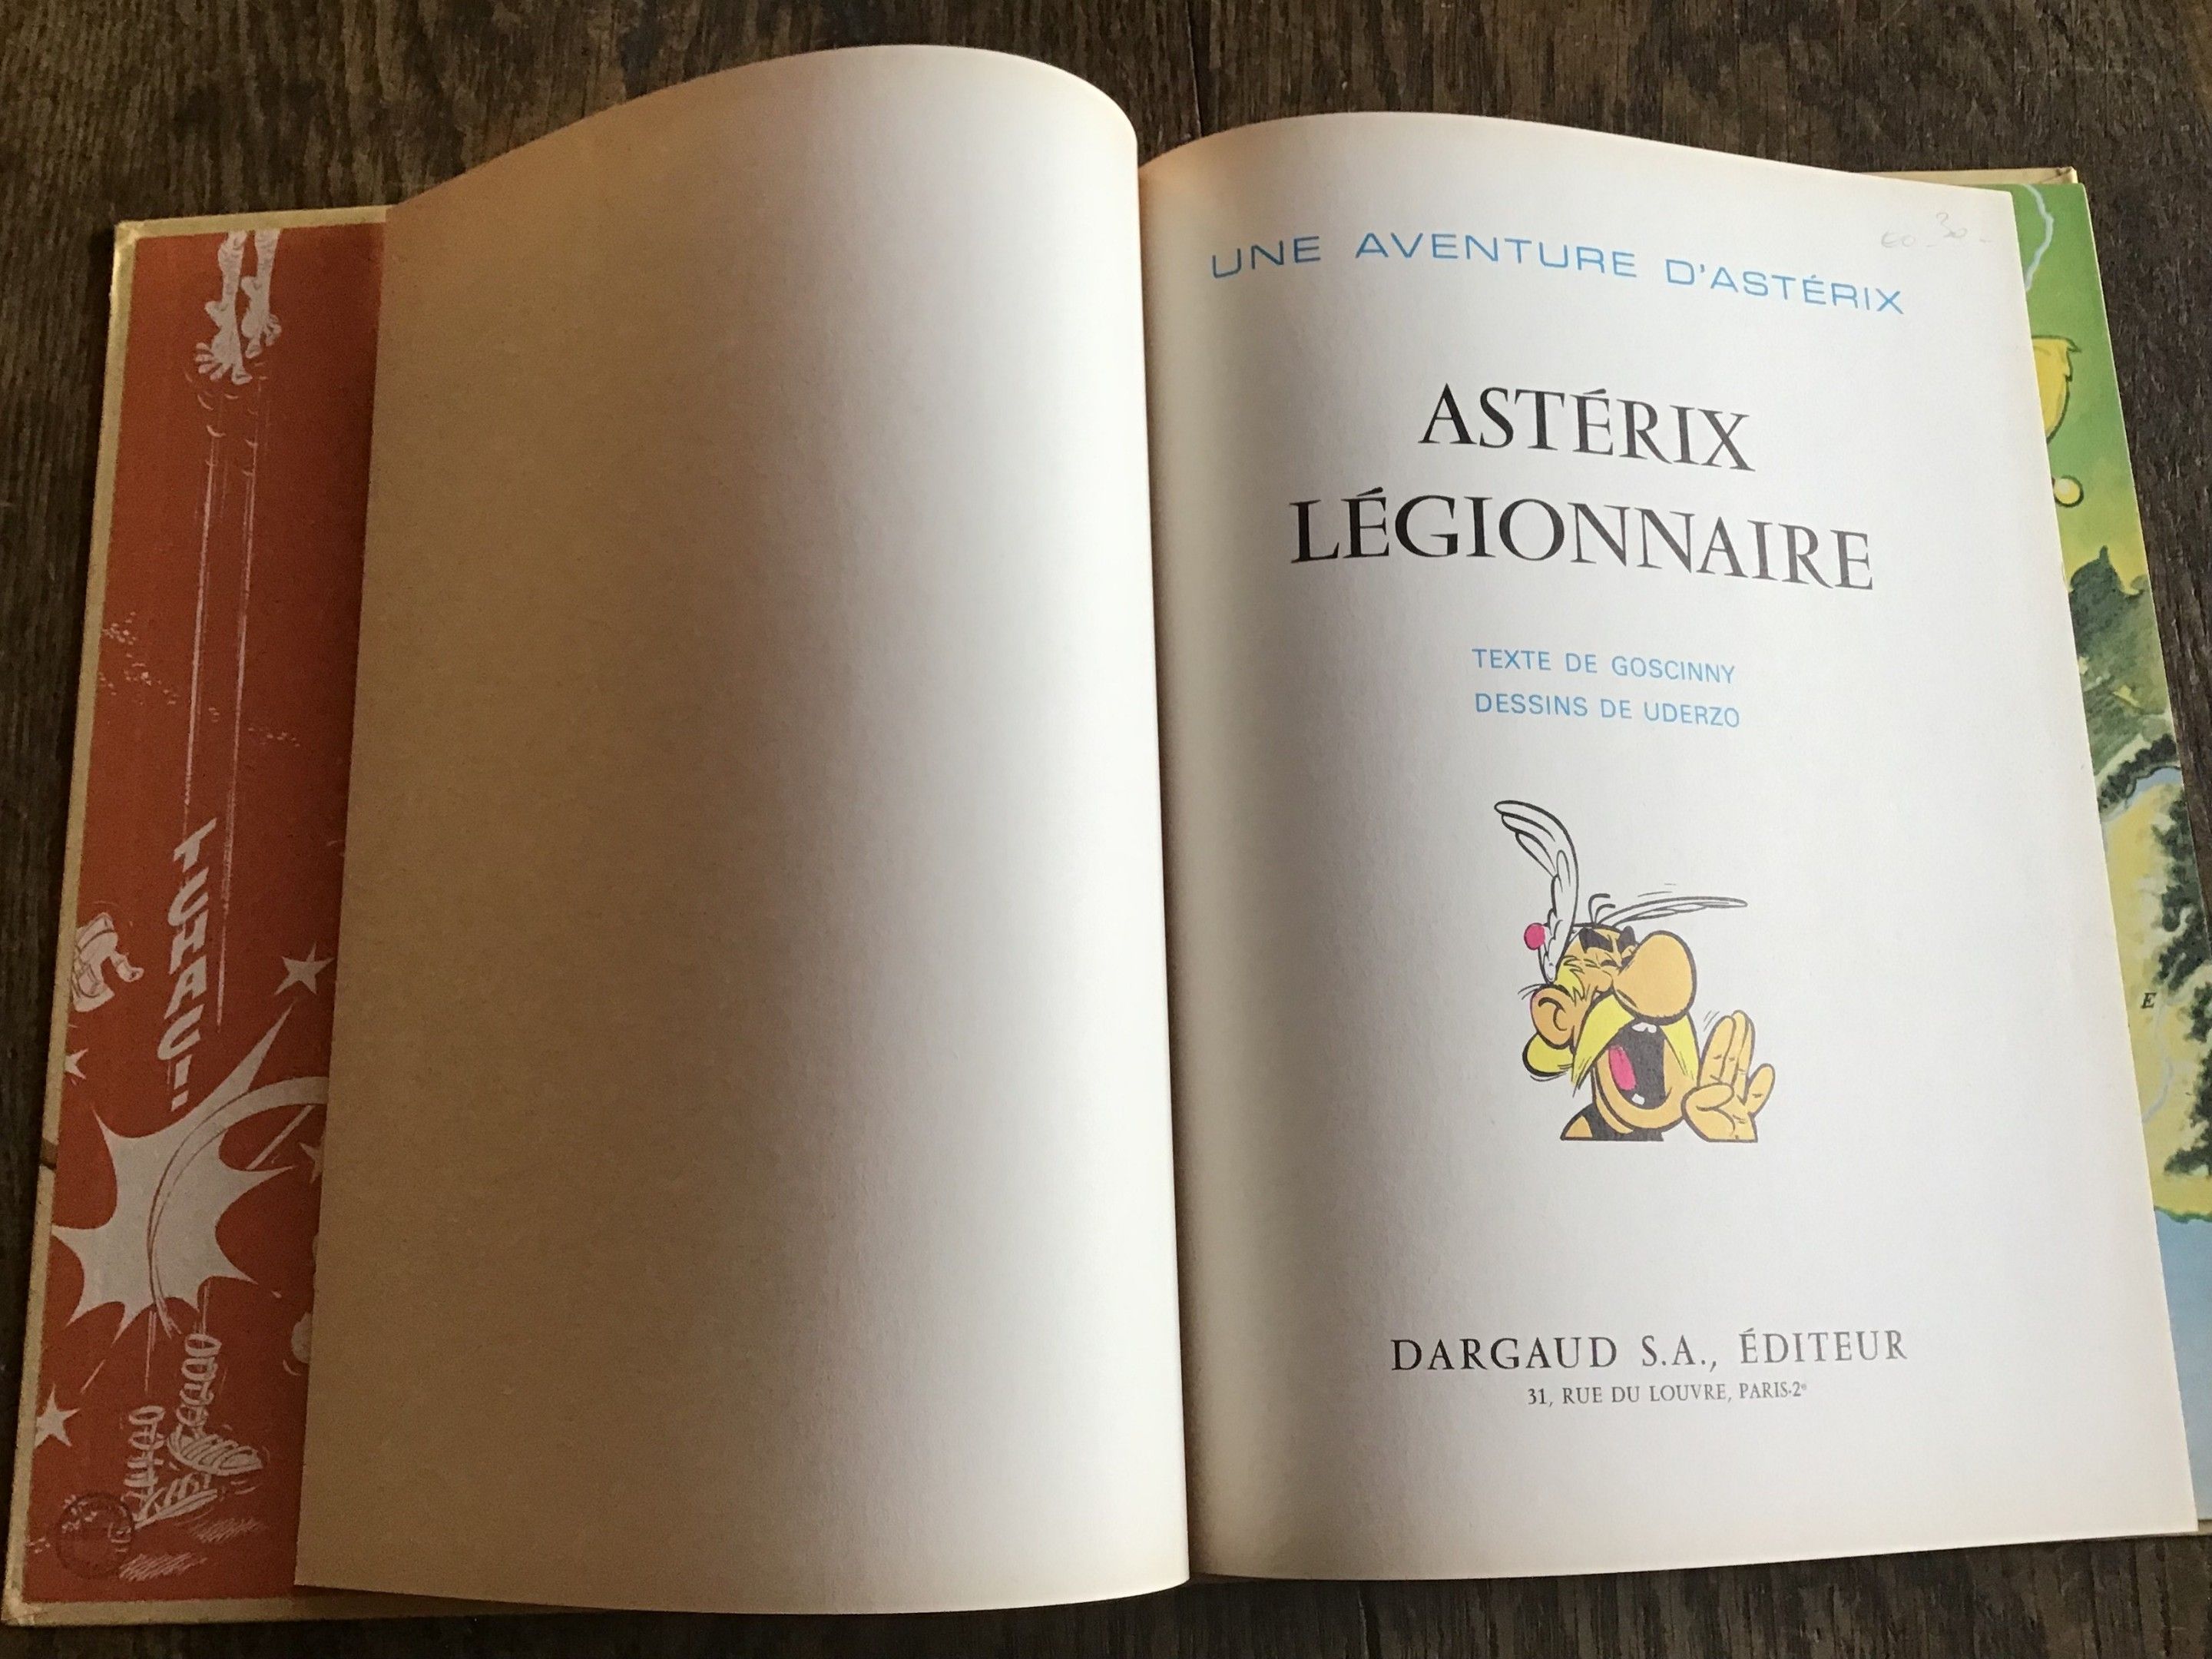 TCHAC!
UNE AVENTURE D'ASTÉRIX
ASTÉRIX
LÉGIONNAIRE
TEXTE DE GOSCINNY
DESSINS DE UDERZO
DARGAUD S.A., ÉDITEUR
31, RUE DU LOUVRE, PARIS-2e
E